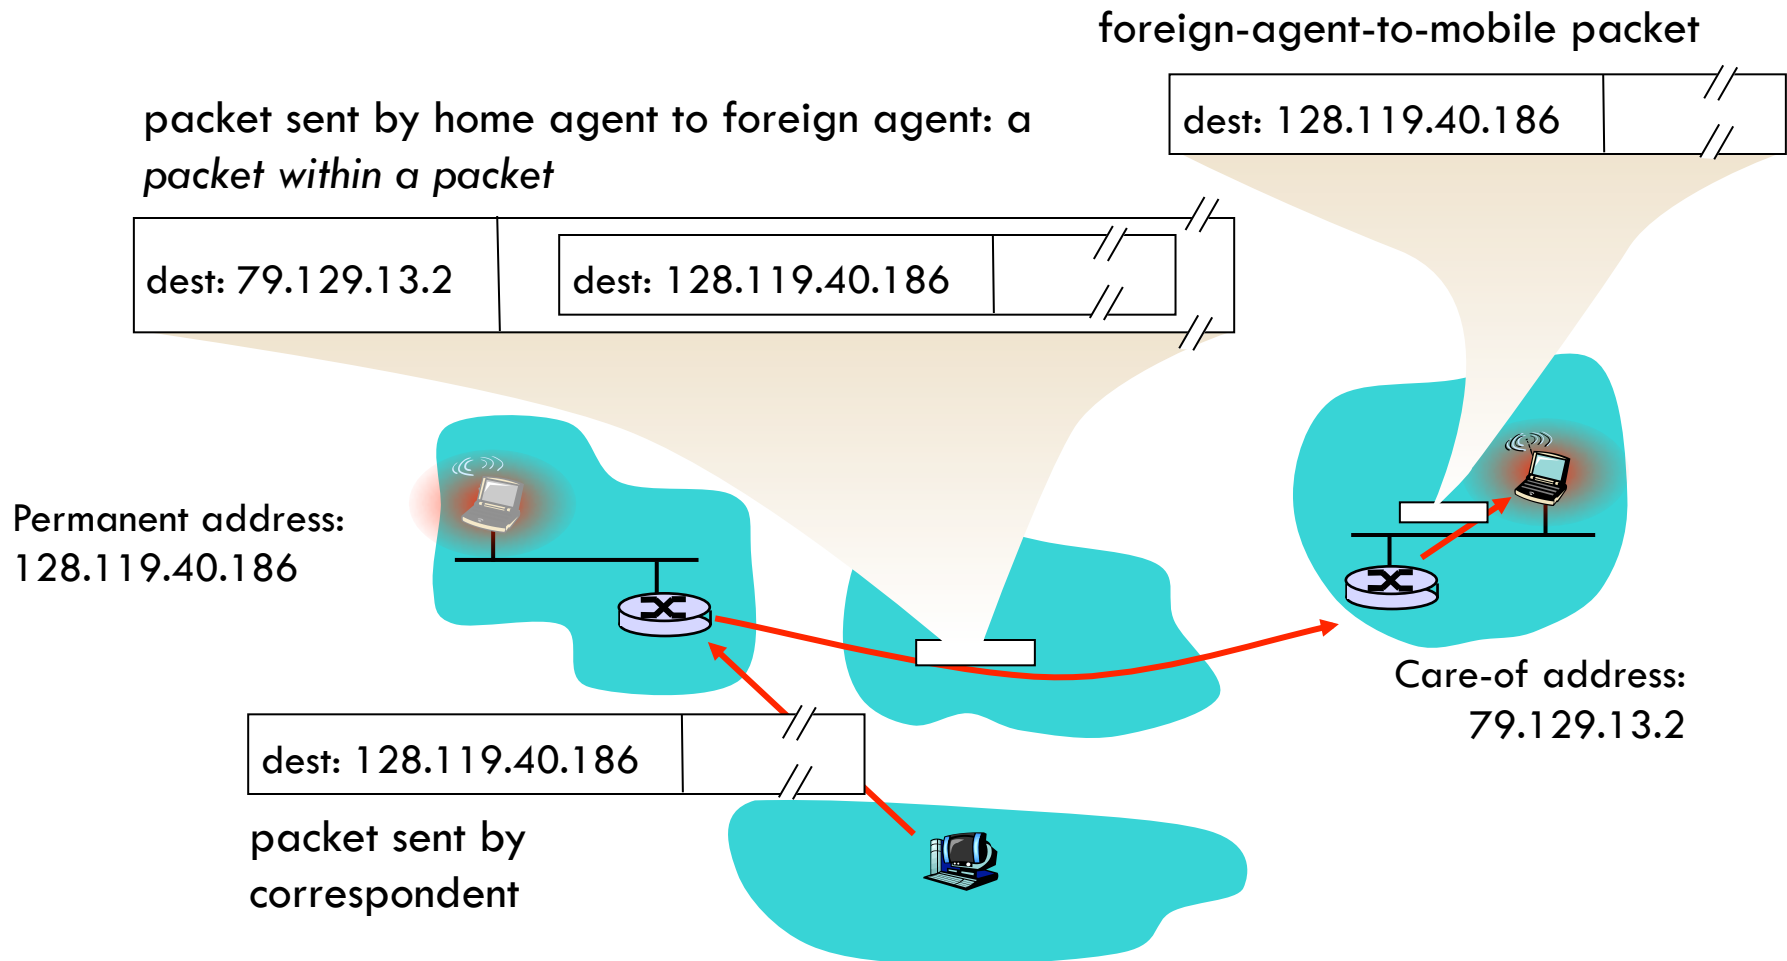 foreign-agent-to-mobile packet
dest: 128.119.40.186
packet sent by home agent to foreign agent: a
packet within a packet
dest: 79.129.13.2
dest: 128.119.40.186
Permanent address:
128.119.40.186
Care-of address:
79.129.13.2
dest: 128.119.40.186
packet sent by
correspondent